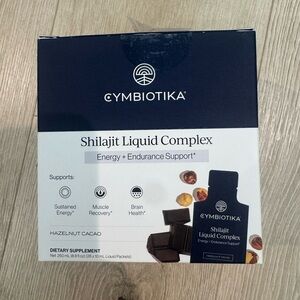 CYMBIOTIKA®
Shilajit Liquid Complex
Energy + Endurance Support*
Supports:
Sustained
Energy*
Muscle
Recovery*
Brain
Health*
HAZELNUT CACAO
DIETARY SUPPLEMENT
CYMBIOTIKA
Shilajit
Liquid Complex
Energy + Endurance Support*